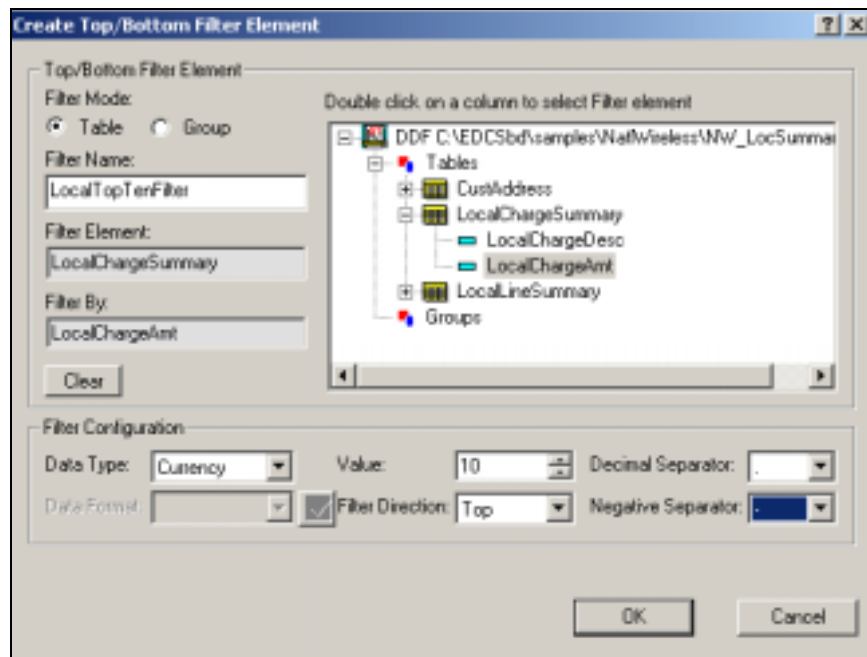 Create Top/Bottom Filter Element
Top/Bottom Filter Element
Filter Mode:
Table
Group
Filter Name:
LocalTopTenFilter
Filter Element:
LocalChargeSummary
Filter By:
LocalChargeAmt
Clear
Double click on a column to select Filter element
DDF C:\EDCSbd\samples\NatlWireless\NW_LocSummar
Tables
CustAddress
LocalChargeSummary
LocalChargeDesc
LocalChargeAmt
LocalLineSummary
Groups
Filter Configuration
Data Type: Currency Value: 10 Decimal Separator: .
Data Format: Filter Direction: Top Negative Separator: -
OK Cancel